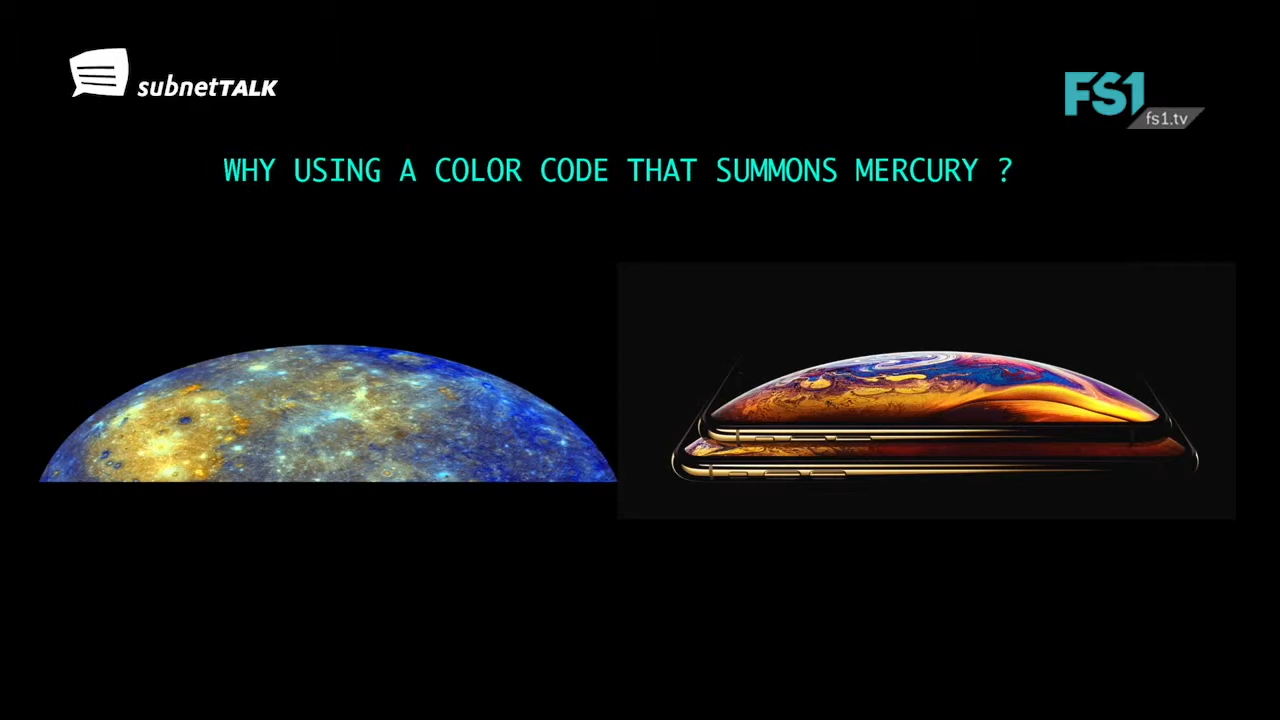 subnetTALK
FS1
fs1.tv
WHY USING A COLOR CODE THAT SUMMONS MERCURY ?